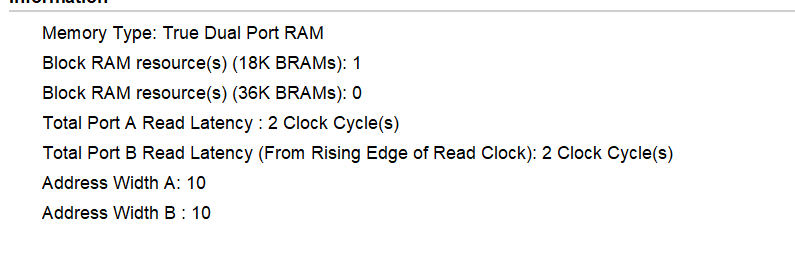 Information
Memory Type: True Dual Port RAM
Block RAM resource(s) (18K BRAMs): 1
Block RAM resource(s) (36K BRAMs): 0
Total Port A Read Latency : 2 Clock Cycle(s)
Total Port B Read Latency (From Rising Edge of Read Clock): 2 Clock Cycle(s)
Address Width A: 10
Address Width B : 10